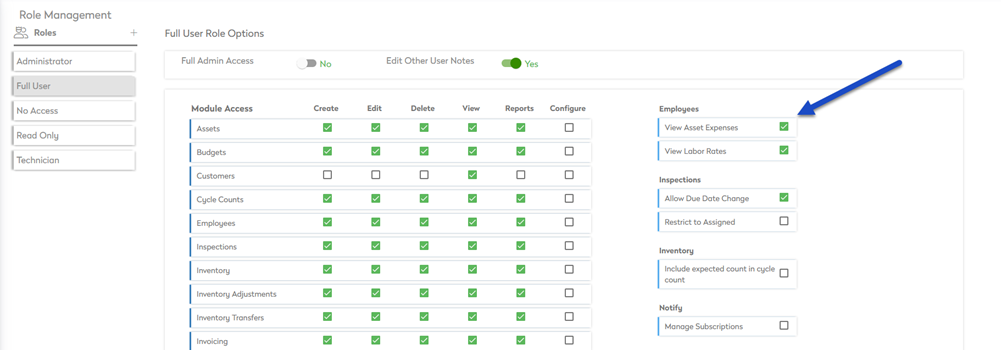 Role Management
Roles +
Administrator
Full User
No Access
Read Only
Technician
Full User Role Options
Full Admin Access No Edit Other User Notes Yes
Module Access Create Edit Delete View Reports Configure
Assets
Budgets
Customers
Cycle Counts
Employees
Inspections
Inventory
Inventory Adjustments
Inventory Transfers
Invoicing
Employees
View Asset Expenses
View Labor Rates
Inspections
Allow Due Date Change
Restrict to Assigned
Inventory
Include expected count in cycle
count
Notify
Manage Subscriptions